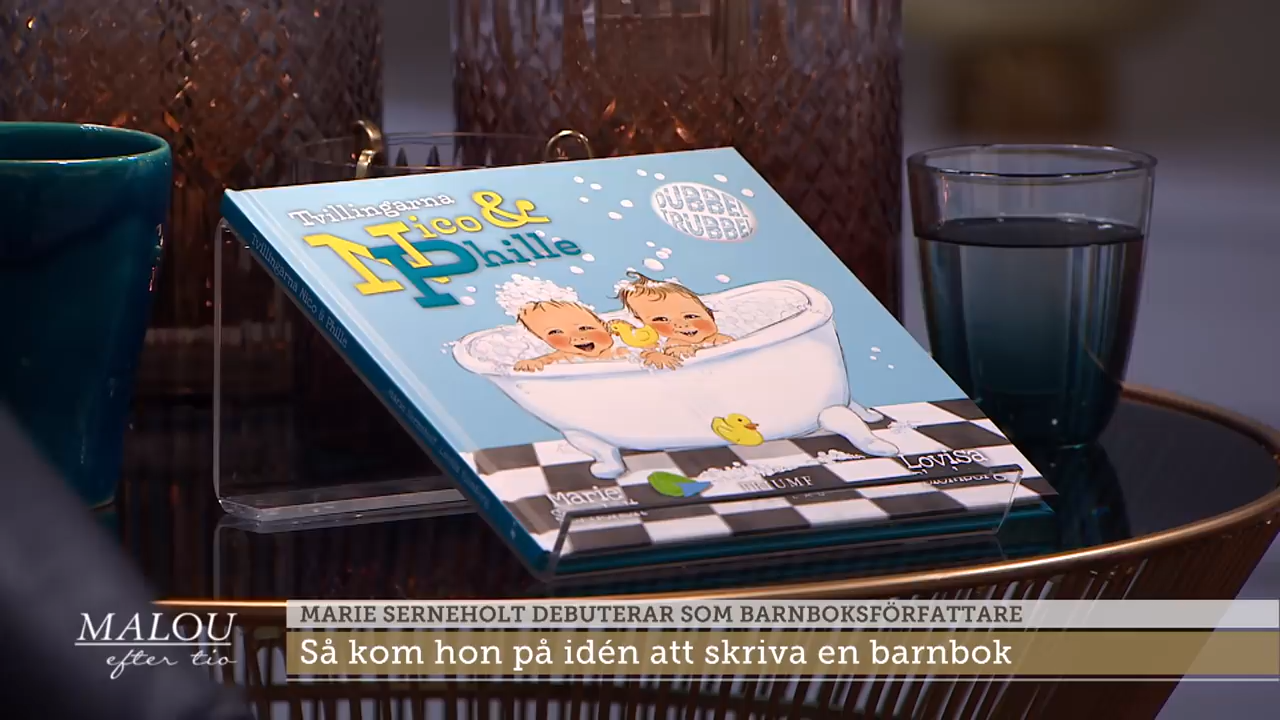 Tvillingarna
Nico &
Phille
DUBBEL
TRUBBEL
Tvillingarna Nico & Phille
Marie
Lovisa
MALOU
efter tio
MARIE SERNEHOLT DEBUTERAR SOM BARNBOKSFÖRFATTARE
Så kom hon på idén att skriva en barnbok